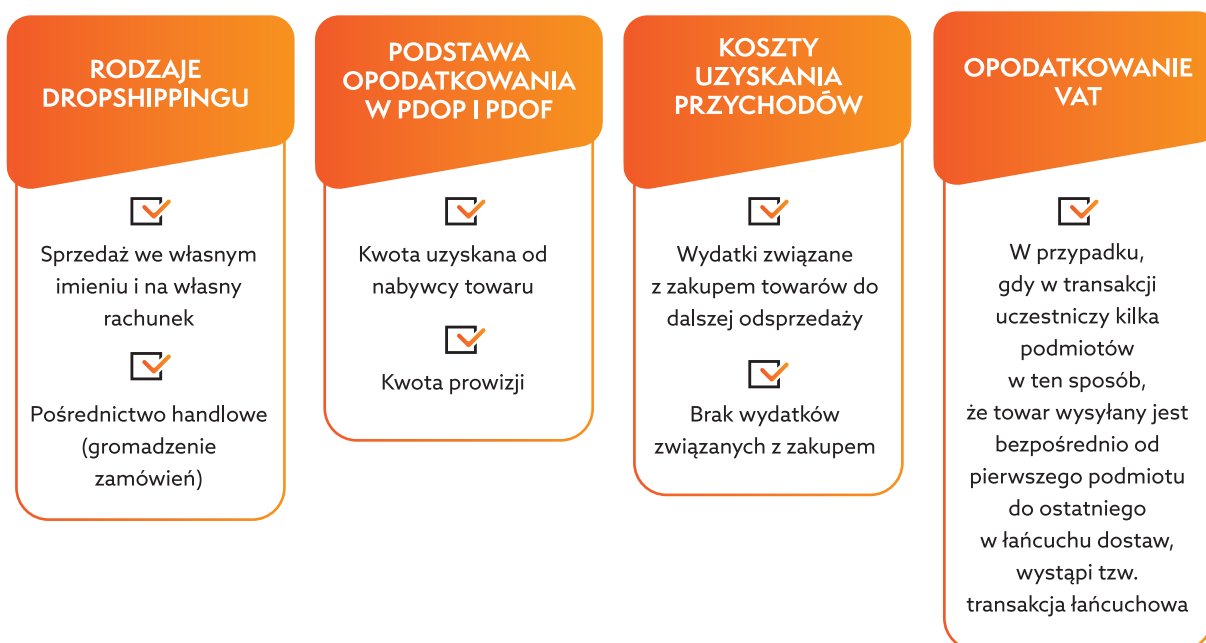 RODZAJE
DROPSHIPPINGU
Sprzedaż we własnym
imieniu i na własny
rachunek
Pośrednictwo handlowe
(gromadzenie
zamówień)
PODSTAWA
OPODATKOWANIA
W PDOP I PDOF
Kwota uzyskana od
nabywcy towaru
Kwota prowizji
KOSZTY
UZYSKANIA
PRZYCHODÓW
Wydatki związane
z zakupem towarów do
dalszej odsprzedaży
Brak wydatków
związanych z zakupem
OPODATKOWANIE
VAT
W przypadku,
gdy w transakcji
uczestniczy kilka
podmiotów
w ten sposób,
że towar wysyłany jest
bezpośrednio od
pierwszego podmiotu
do ostatniego
w łańcuchu dostaw,
wystąpi tzw.
transakcja łańcuchowa